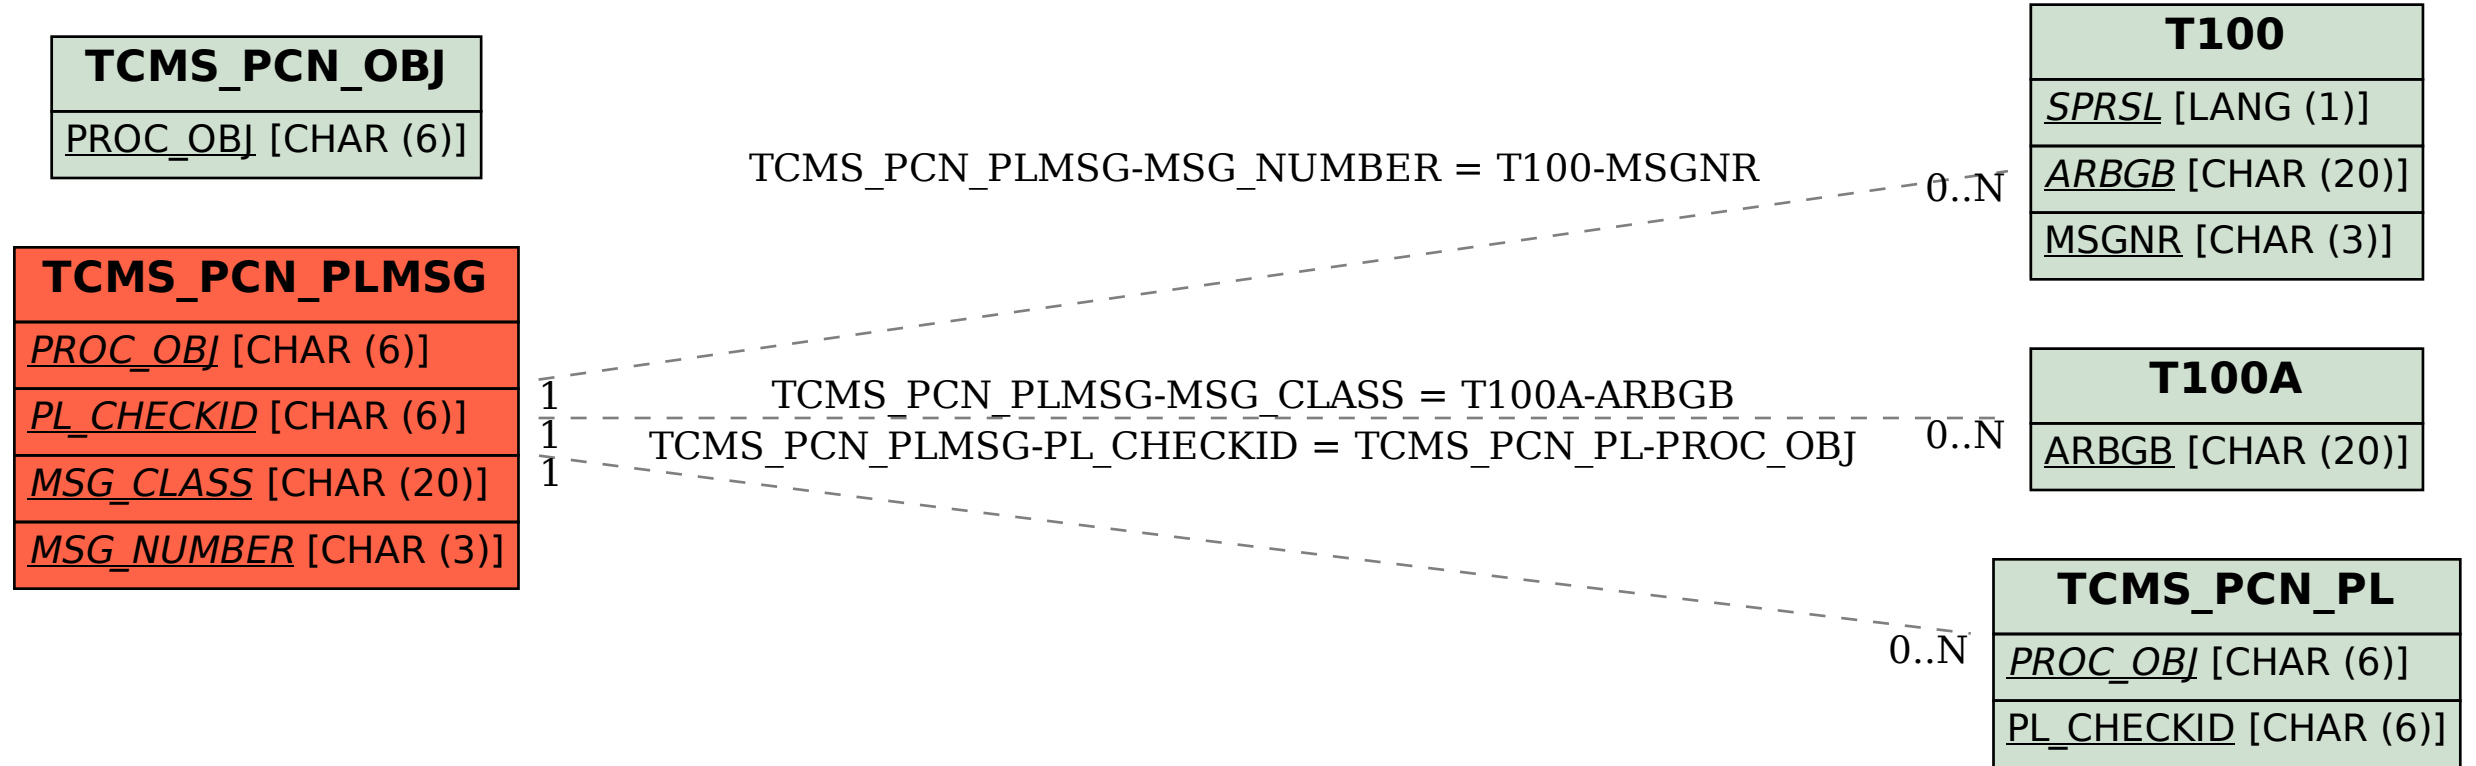 TCMS_PCN_OBJ
PROC_OBJ [CHAR (6)]
TCMS_PCN_PLMSG
PROC_OBJ [CHAR (6)]
PL_CHECKID [CHAR (6)]
MSG_CLASS [CHAR (20)]
MSG_NUMBER [CHAR (3)]
TCMS_PCN_PLMSG-MSG_NUMBER = T100-MSGNR
0..N
1
TCMS_PCN_PLMSG-MSG_CLASS = T100A-ARBGB
0..N
1
TCMS_PCN_PLMSG-PL_CHECKID = TCMS_PCN_PL-PROC_OBJ
0..N
1
T100
SPRSL [LANG (1)]
ARBGB [CHAR (20)]
MSGNR [CHAR (3)]
T100A
ARBGB [CHAR (20)]
TCMS_PCN_PL
PROC_OBJ [CHAR (6)]
PL_CHECKID [CHAR (6)]